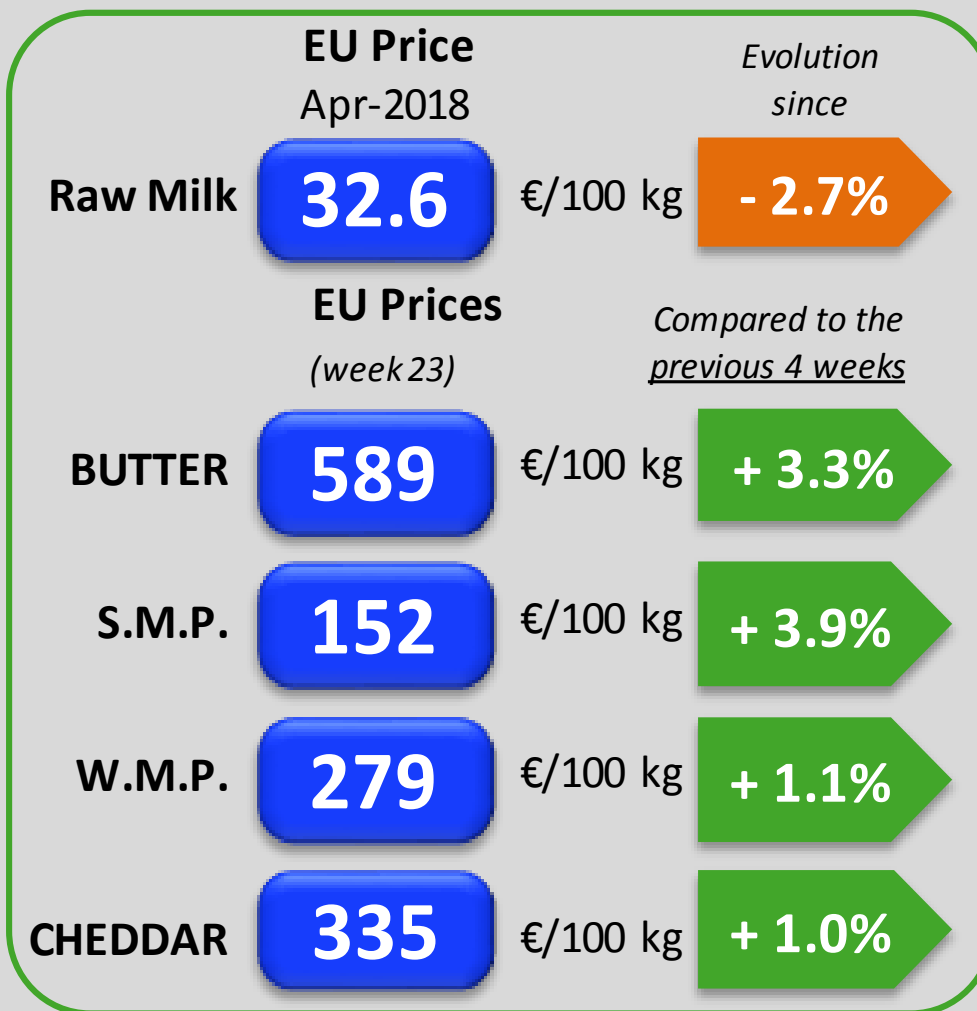 EU Price
Apr-2018
Evolution
since
Raw Milk 32.6 €/100 kg - 2.7%
EU Prices
(week 23)
Compared to the
previous 4 weeks
BUTTER 589 €/100 kg + 3.3%
S.M.P. 152 €/100 kg + 3.9%
W.M.P. 279 €/100 kg + 1.1%
CHEDDAR 335 €/100 kg + 1.0%